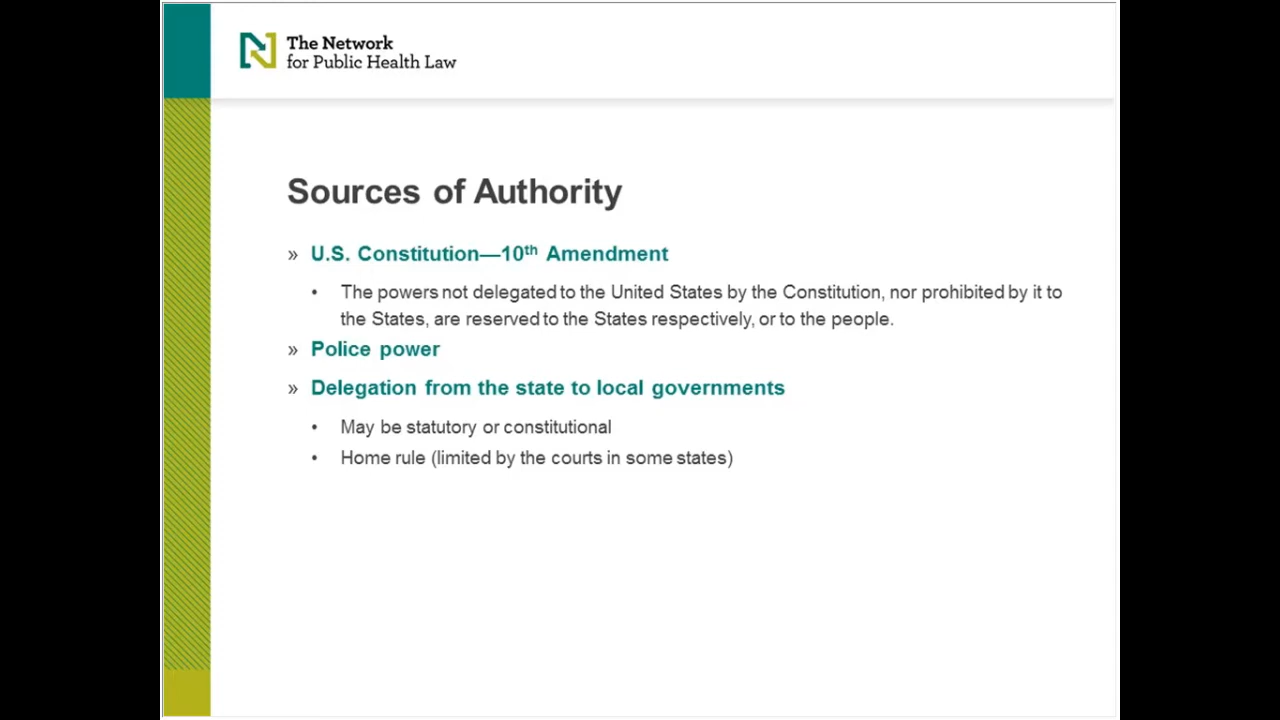 The Network
for Public Health Law
Sources of Authority
» U.S. Constitution—10th Amendment
• The powers not delegated to the United States by the Constitution, nor prohibited by it to
the States, are reserved to the States respectively, or to the people.
» Police power
» Delegation from the state to local governments
• May be statutory or constitutional
• Home rule (limited by the courts in some states)